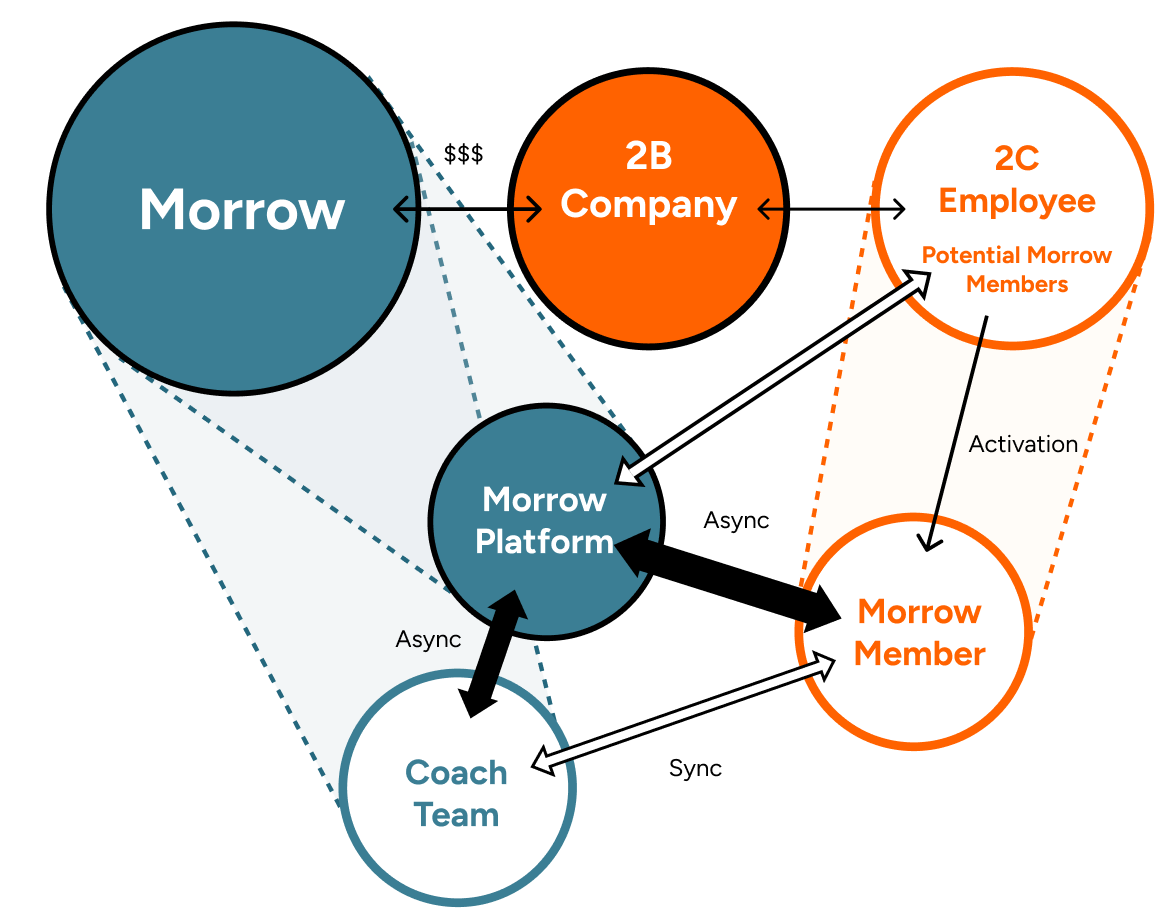 Morrow
$$$
2B
Company
2C
Employee
Potential Morrow
Members
Activation
Morrow
Platform
Async
Morrow
Member
Async
Coach
Team
Sync